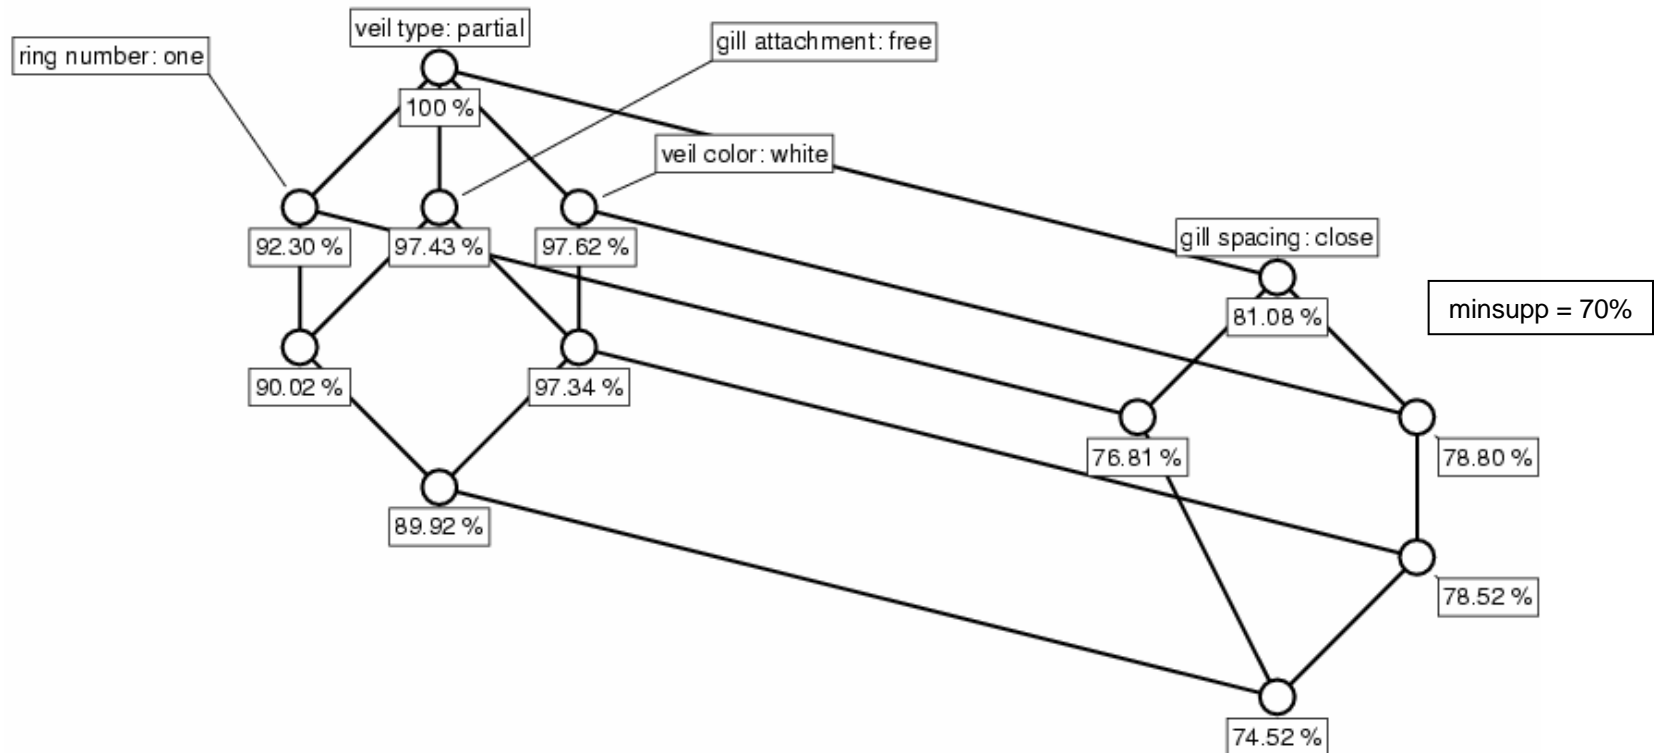 veil type: partial
ring number: one
gill attachment: free
100 %
veil color: white
92.30 %
97.43 %
97.62 %
gill spacing: close
81.08 %
minsupp = 70%
90.02 %
97.34 %
76.81 %
78.80 %
89.92 %
78.52 %
74.52 %